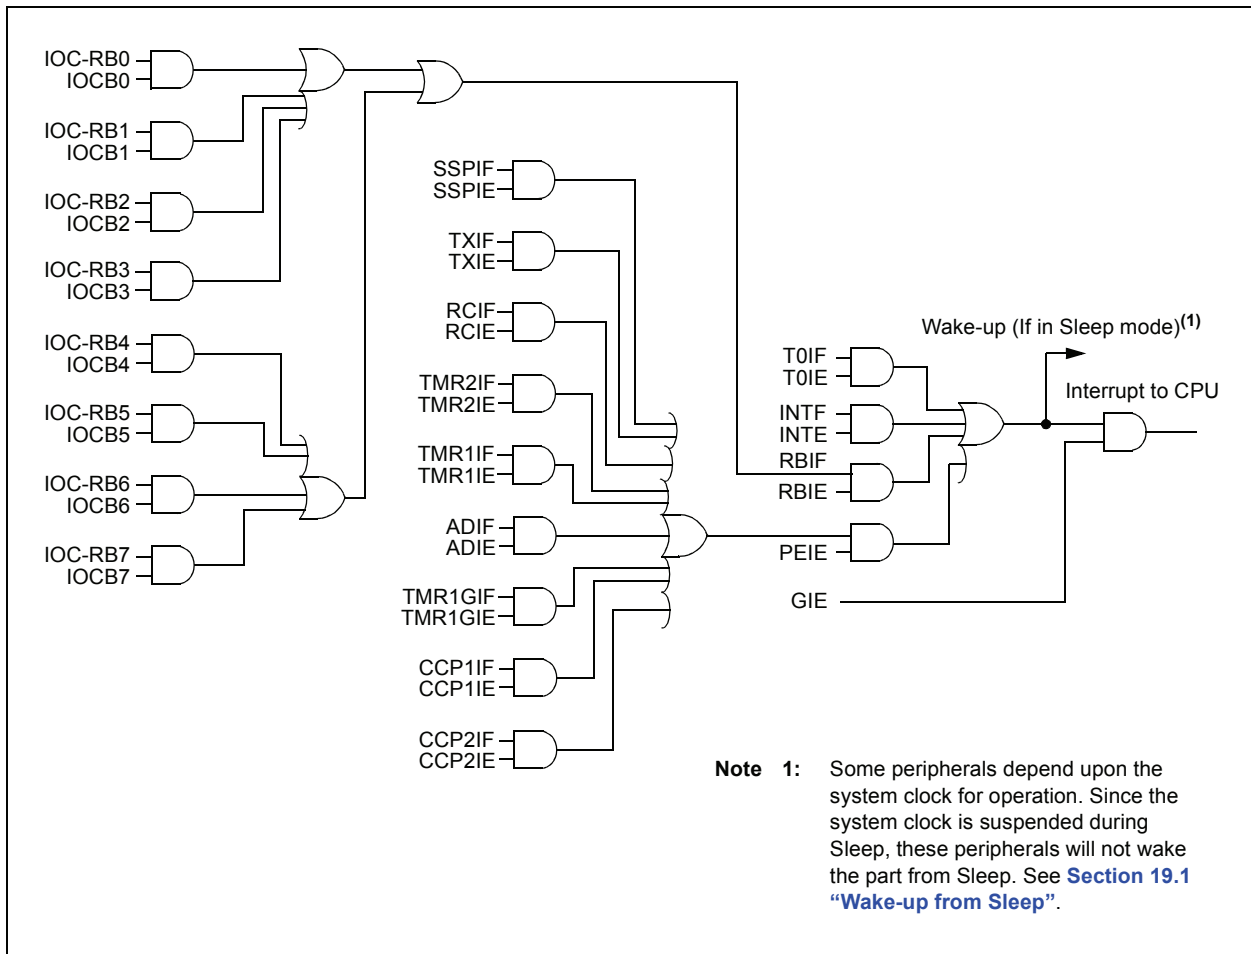 IOC-RB0
IOCB0
IOC-RB1
IOCB1
IOC-RB2
IOCB2
IOC-RB3
IOCB3
IOC-RB4
IOCB4
IOC-RB5
IOCB5
IOC-RB6
IOCB6
IOC-RB7
IOCB7
SSPIF
SSPIE
TXIF
TXIE
RCIF
RCIE
TMR2IF
TMR2IE
TMR1IF
TMR1IE
ADIF
ADIE
TMR1GIF
TMR1GIE
CCP1IF
CCP1IE
CCP2IF
CCP2IE
Wake-up (If in Sleep mode)(1)
T0IF
T0IE
Interrupt to CPU
INTF
INTE
RBIF
RBIE
PEIE
GIE
Note 1: Some peripherals depend upon the
system clock for operation. Since the
system clock is suspended during
Sleep, these peripherals will not wake
the part from Sleep. See Section 19.1
“Wake-up from Sleep”.